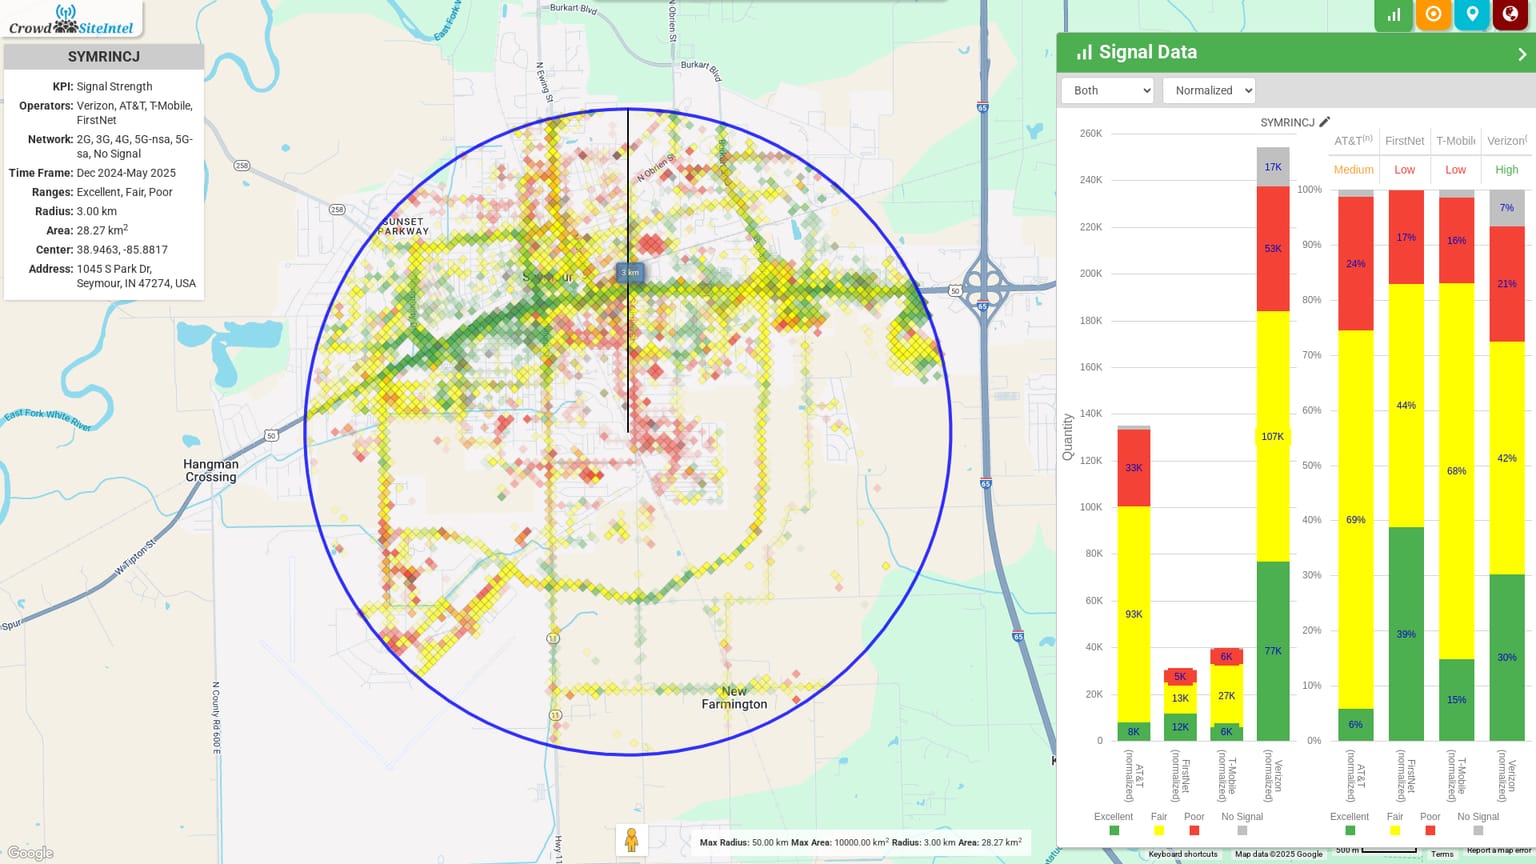 CrowdSiteIntel
SYMRINCJ
KPI: Signal Strength
Operators: Verizon, AT&T, T-Mobile,
FirstNet
Network: 2G, 3G, 4G, 5G-nsa, 5G-
sa, No Signal
Time Frame: Dec 2024-May 2025
Ranges: Excellent, Fair, Poor
Radius: 3.00 km
Area: 28.27 km2
Center: 38.9463, -85.8817
Address: 1045 S Park Dr,
Seymour, IN 47274, USA
East Fork W
Burkart Blvd
N Obrien St
Burkart Blvd
N Ewing St
65
258
258
N Obrien St
SUNSET
PARKWAY
3 km
50
65
East Fork White River
50
Hangman
Crossing
65
W Tipton St
Spur
11
65
New
Farmington
11
N County Rd 600 E
Hwy 11
Google
Max Radius: 50.00 km Max Area: 10000.00 km2 Radius: 3.00 km Area: 28.27 km2
Keyboard shortcuts
Map data ©2025 Google
500 m
Terms
Report a map error
Signal Data
Both
Normalized
SYMRINCJ
260K
240K
220K
200K
180K
160K
140K
120K
100K
80K
60K
40K
20K
0
Quantity
33K
93K
8K
5K
13K
12K
6K
27K
6K
17K
53K
107K
77K
AT&T
(normalized)
FirstNet
(normalized)
T-Mobile
(normalized)
Verizon
(normalized)
Excellent
Fair
Poor
No Signal
AT&T(n)
FirstNet
T-Mobile
Verizon(
Medium
Low
Low
High
100%
90%
80%
70%
60%
50%
40%
30%
20%
10%
0%
24%
69%
6%
17%
44%
39%
16%
68%
15%
7%
21%
42%
30%
AT&T
(normalized)
FirstNet
(normalized)
T-Mobile
(normalized)
Verizon
(normalized)
Excellent
Fair
Poor
No Signal